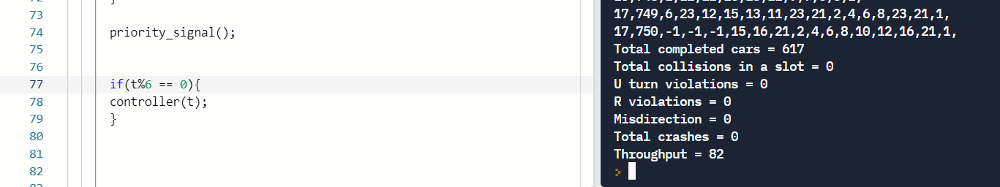 73
74 priority_signal();
75
76
77 if(t%6 == 0){
78 controller(t);
79 }
80
81
82
17,749,6,23,12,15,13,11,23,21,2,4,6,8,23,21,1,
17,750,-1,-1,-1,15,16,21,2,4,6,8,10,12,16,21,1,
Total completed cars = 617
Total collisions in a slot = 0
U turn violations = 0
R violations = 0
Misdirection = 0
Total crashes = 0
Throughput = 82
>